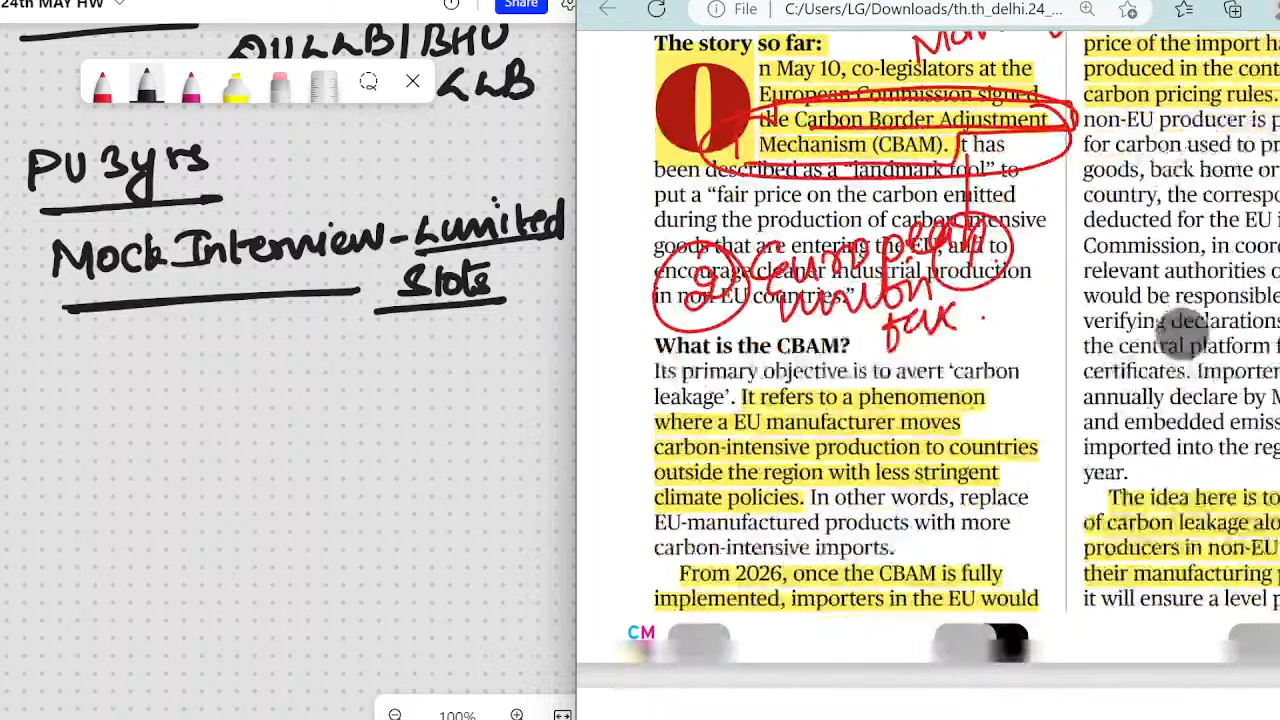 24th MAY HW
Share
DU LLB/BHU
LLB
PU 3yrs
Mock Interview - Limited
Slots
100%
File
C:/Users/LG/Downloads/th.th_delhi.24_...
The story so far:
On May 10, co-legislators at the
European Commission signed
the Carbon Border Adjustment
Mechanism (CBAM). It has
been described as a “landmark tool” to
put a “fair price on the carbon emitted
during the production of carbon intensive
goods that are entering the EU, and to
encourage cleaner industrial production
in non-EU countries.”
European
carbon
tax
What is the CBAM?
Its primary objective is to avert ‘carbon
leakage’. It refers to a phenomenon
where a EU manufacturer moves
carbon-intensive production to countries
outside the region with less stringent
climate policies. In other words, replace
EU-manufactured products with more
carbon-intensive imports.
From 2026, once the CBAM is fully
implemented, importers in the EU would
CM
price of the import ha
produced in the cont
carbon pricing rules.
non-EU producer is p
for carbon used to pr
goods, back home or
country, the correspo
deducted for the EU i
Commission, in coor
relevant authorities o
would be responsible
verifying declarations
the central platform f
certificates. Importer
annually declare by M
and embedded emiss
imported into the reg
year.
The idea here is to
of carbon leakage alo
producers in non-EU
their manufacturing p
it will ensure a level p